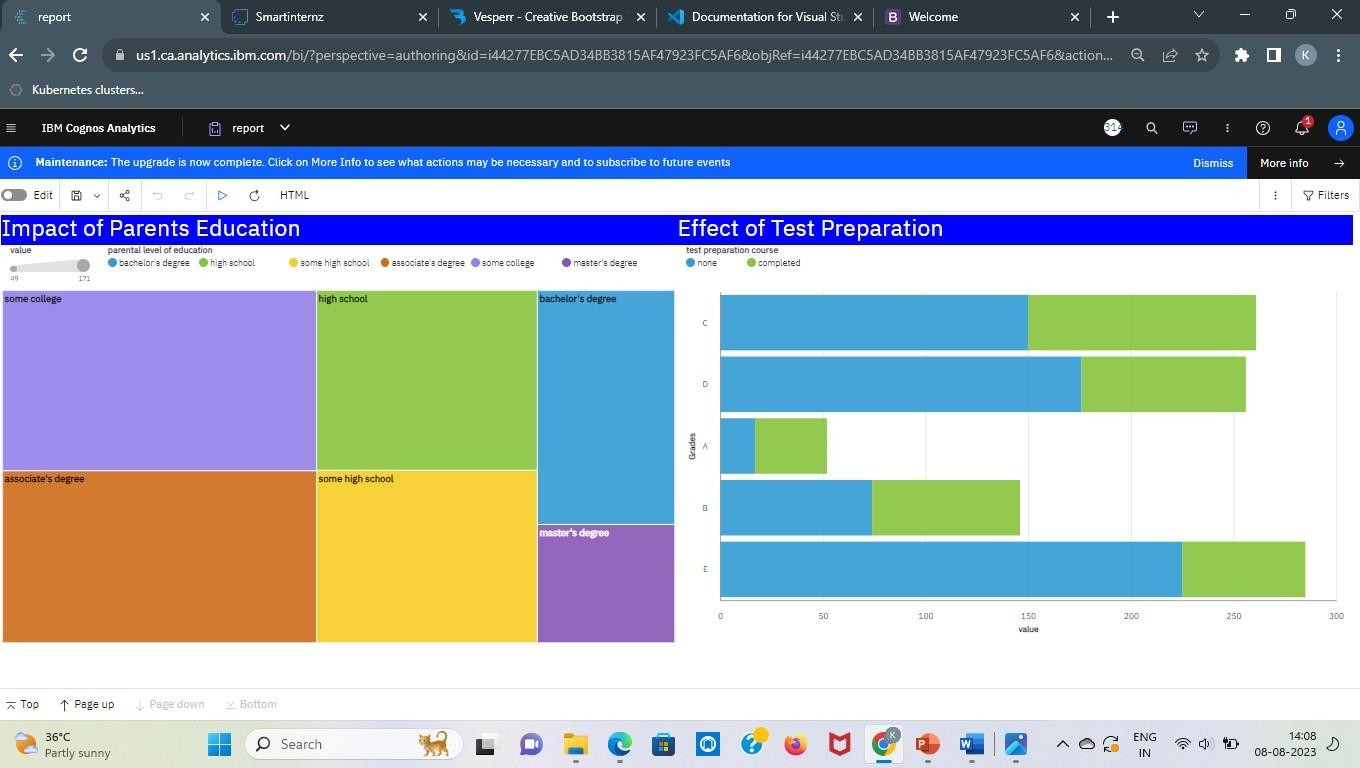 report
Smartinternz
Vesperr - Creative Bootstrap
Documentation for Visual Stu
Welcome
us1.ca.analytics.ibm.com/bi/?perspective=authoring&id=i44277EBC5AD34BB3815AF47923FC5AF6&objRef=i44277EBC5AD34BB3815AF47923FC5AF6&action...
K
Kubernetes clusters...
IBM Cognos Analytics
report
314
1
Maintenance: The upgrade is now complete. Click on More Info to see what actions may be necessary and to subscribe to future events
Dismiss
More info
Edit
HTML
Filters
Impact of Parents Education
Effect of Test Preparation
value
49
171
parental level of education
bachelor's degree
high school
some high school
associate's degree
some college
master's degree
test preparation course
none
completed
some college
high school
bachelor's degree
associate's degree
some high school
master's degree
Grades
C
D
A
B
E
0
50
100
150
200
250
300
value
Top
Page up
Page down
Bottom
36°C
Partly sunny
Search
ENG
IN
14:08
08-08-2023